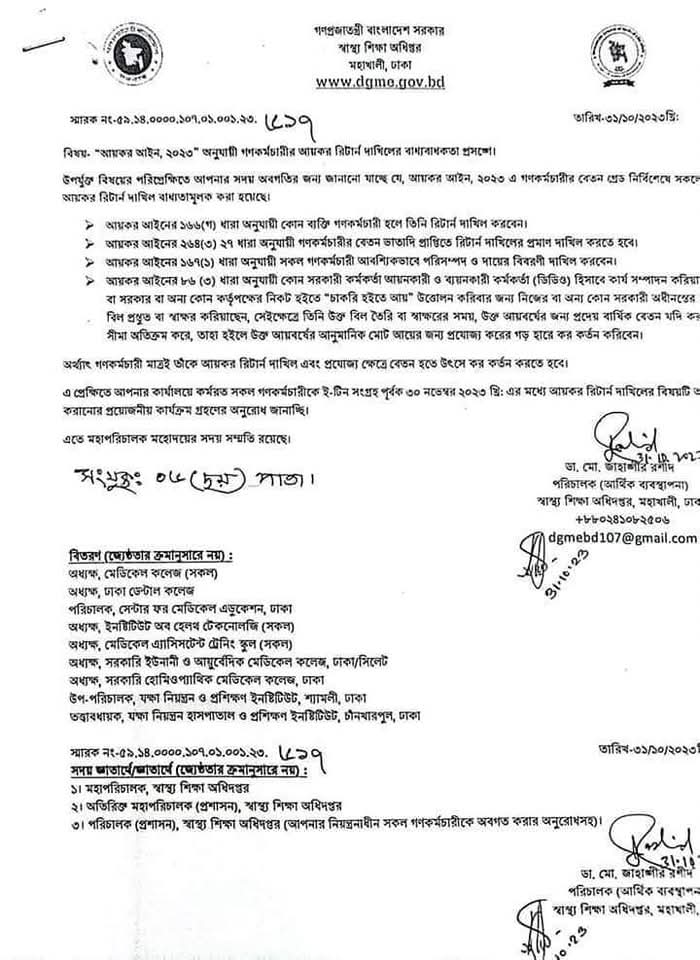 গণপ্রজাতন্ত্রী বাংলাদেশ সরকার
স্বাস্থ্য শিক্ষা অধিপ্তর
মহাখালী, ঢাকা
www.dgme.gov.bd
স্মারক নং-৫৯.১৪.০০০০.১০৭.০১.০০১.২৩.
তারিখ-৩১/১০/২০২৩খ্রি:
বিষয়- “আয়কর আইন, ২০২৩” অনুযায়ী গণকর্মচারীর আয়কর রিটার্ন দাখিলের বাধ্যবাধকতা প্রসঙ্গে।
উপর্যুক্ত বিষয়ের পরিপ্রেক্ষিতে আপনার সদয় অবগতির জন্য জানানো যাচ্ছে যে, আয়কর আইন, ২০২৩ এ গণকর্মচারীর বেতন গ্রেড নির্বিশেষে সকলে
আয়কর রিটার্ন দাখিল বাধ্যতামূলক করা হয়েছে।
➢ আয়কর আইনের ১৬৬(গ) ধারা অনুযায়ী কোন ব্যক্তি গণকর্মচারী হলে তিনি রিটার্ন দাখিল করবেন।
➢ আয়কর আইনের ২৬৪(৩) ২৭ ধারা অনুযায়ী গণকর্মচারীর বেতন ভাতাদি প্রাপ্তিতে রিটার্ন দাখিলের প্রমাণ দাখিল করতে হবে।
➢ আয়কর আইনের ১৬৭(১) ধারা অনুযায়ী সকল গণকর্মচারী আবশ্যিকভাবে পরিসম্পদ ও দায়ের বিবরণী দাখিল করবেন।
➢ আয়কর আইনের ৮৬ (৩) ধারা অনুযায়ী কোন সরকারী কর্মকর্তা আয়নকারী ও ব্যয়নকারী কর্মকর্তা (ডিডিও) হিসাবে কার্য সম্পাদন করিয়া
বা সরকার বা অন্য কোন কর্তৃপক্ষের নিকট হইতে “চাকরি হইতে আয়” উত্তোলন করিবার জন্য নিজের বা অন্য কোন সরকারী অধীনস্তের
বিল প্রস্তুত বা স্বাক্ষর করিয়াছেন, সেইক্ষেত্রে তিনি উক্ত বিল তৈরি বা স্বাক্ষরের সময়, উক্ত আয়বর্ষের জন্য প্রদেয় বার্ষিক বেতন যদি কর
সীমা অতিক্রম করে, তাহা হইলে উক্ত আয়বর্ষের আনুমানিক মোট আয়ের জন্য প্রযোজ্য করের গড় হারে কর কর্তন করিবেন।
অর্থ্যাৎ গণকর্মচারী মাত্রই তাঁকে আয়কর রিটার্ন দাখিল এবং প্রযোজ্য ক্ষেত্রে বেতন হতে উৎসে কর কর্তন করতে হবে।
এ প্রেক্ষিতে আপনার কার্যালয়ে কর্মরত সকল গণকর্মচারীকে ই-টিন সংগ্রহ পূর্বক ৩০ নভেম্বর ২০২৩ খ্রি: এর মধ্যে আয়কর রিটার্ন দাখিলের বিষয়টি
করানোর প্রয়োজনীয় কার্যক্রম গ্রহণের অনুরোধ জানাচ্ছি।
এতে মহাপরিচালক মহোদয়ের সদয় সম্মতি রয়েছে।
31.10.2023
সংযুক্ত: ০৬ (ছয়) পাতা।
ডা. মো. জাহাঙ্গীর রশীদ
পরিচালক (আর্থিক ব্যবস্থাপনা)
স্বাস্থ্য শিক্ষা অধিদপ্তর, মহাখালী, ঢাকা
+৮৮০২৪১০৮২৫০৬
dgmebd107@gmail.com
31.10.23
বিতরণ (জ্যেষ্ঠতার ক্রমানুসারে নয়) :
অধ্যক্ষ, মেডিকেল কলেজ (সকল)
অধ্যক্ষ, ঢাকা ডেন্টাল কলেজ
পরিচালক, সেন্টার ফর মেডিকেল এডুকেশন, ঢাকা
অধ্যক্ষ, ইনষ্টিটিউট অব হেলথ টেকনোলজি (সকল)
অধ্যক্ষ, মেডিকেল এ্যাসিসটেন্ট ট্রেনিং স্কুল (সকল)
অধ্যক্ষ, সরকারি ইউনানী ও আয়ুর্বেদিক মেডিকেল কলেজ, ঢাকা/সিলেট
অধ্যক্ষ, সরকারি হোমিওপ্যাথিক মেডিকেল কলেজ, ঢাকা
উপ-পরিচালক, যক্ষা নিয়ন্ত্রন ও প্রশিক্ষণ ইনষ্টিটিউট, শ্যামলী, ঢাকা
তত্তাবধায়ক, যক্ষা নিয়ন্ত্রন হাসপাতাল ও প্রশিক্ষণ ইনষ্টিটিউট, চাঁনখারপুল, ঢাকা
স্মারক নং-৫৯.১৪.০০০০.১০৭.০১.০০১.২৩.
তারিখ-৩১/১০/২০২৩খ্রি
সদয় জ্ঞাতার্থে/জ্ঞাতার্থে (জ্যেষ্ঠতার ক্রমানুসারে নয়) :
১। মহাপরিচালক, স্বাস্থ্য শিক্ষা অধিদপ্তর
২। অতিরিক্ত মহাপরিচালক (প্রশাসন), স্বাস্থ্য শিক্ষা অধিদপ্তর
৩। পরিচালক (প্রশাসন), স্বাস্থ্য শিক্ষা অধিদপ্তর (আপনার নিয়ন্ত্রনাধীন সকল গণকর্মচারীকে অবগত করার অনুরোধসহ)।
ডা. মো. জাহাঙ্গীর রশীদ
পরিচালক (আর্থিক ব্যবস্থাপন
স্বাস্থ্য শিক্ষা অধিদপ্তর, মহাখালী,
31.10.23